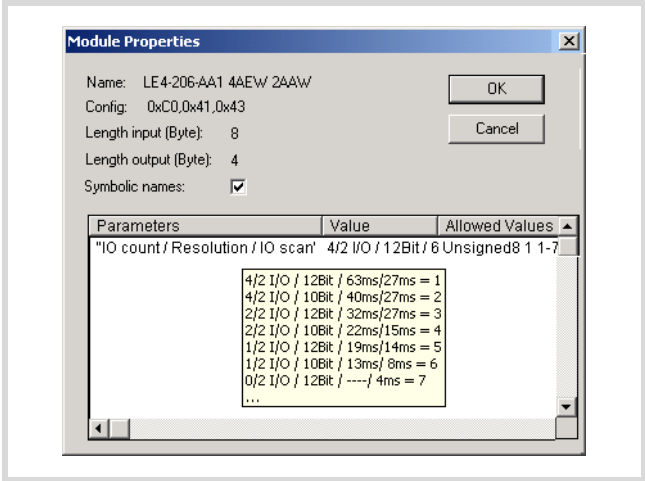 Module Properties
Name: LE4-206-AA1 4AEW 2AAW
OK
Config: 0xC0,0x41,0x43
Length input (Byte): 8
Cancel
Length output (Byte): 4
Symbolic names:
Parameters Value Allowed Values
"IO count / Resolution / IO scan' 4/2 I/O / 12Bit / 6 Unsigned8 1 1-7
4/2 I/O / 12Bit / 63ms/27ms = 1
4/2 I/O / 10Bit / 40ms/27ms = 2
2/2 I/O / 12Bit / 32ms/27ms = 3
2/2 I/O / 10Bit / 22ms/15ms = 4
1/2 I/O / 12Bit / 19ms/14ms = 5
1/2 I/O / 10Bit / 13ms/ 8ms = 6
0/2 I/O / 12Bit / ----/ 4ms = 7
...